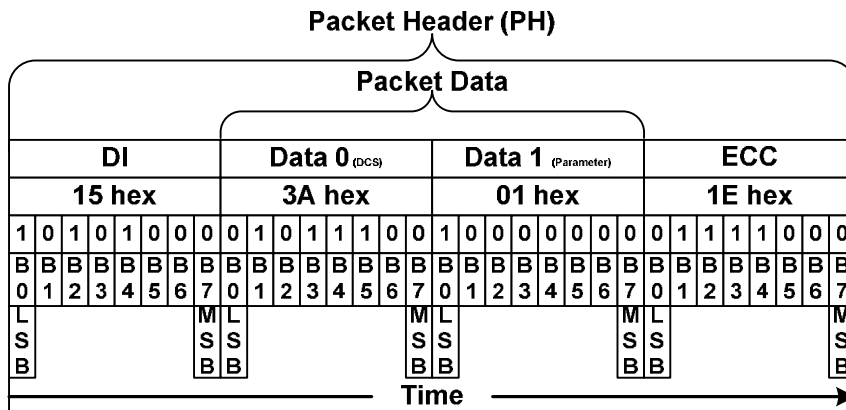 Packet Header (PH)
Packet Data
DI Data 0 (DCS) Data 1 (Parameter) ECC
15 hex 3A hex 01 hex 1E hex
1 0 1 0 1 0 0 0 0 1 0 1 1 1 0 0 1 0 0 0 0 0 0 0 0 1 1 1 1 0 0 0
B B B B B B B B B B B B B B B B B B B B B B B B B B B B B B B B
0 1 2 3 4 5 6 7 0 1 2 3 4 5 6 7 0 1 2 3 4 5 6 7 0 1 2 3 4 5 6 7
L M L M L M L M
S S S S S S S S
B B B B B B B B
Time